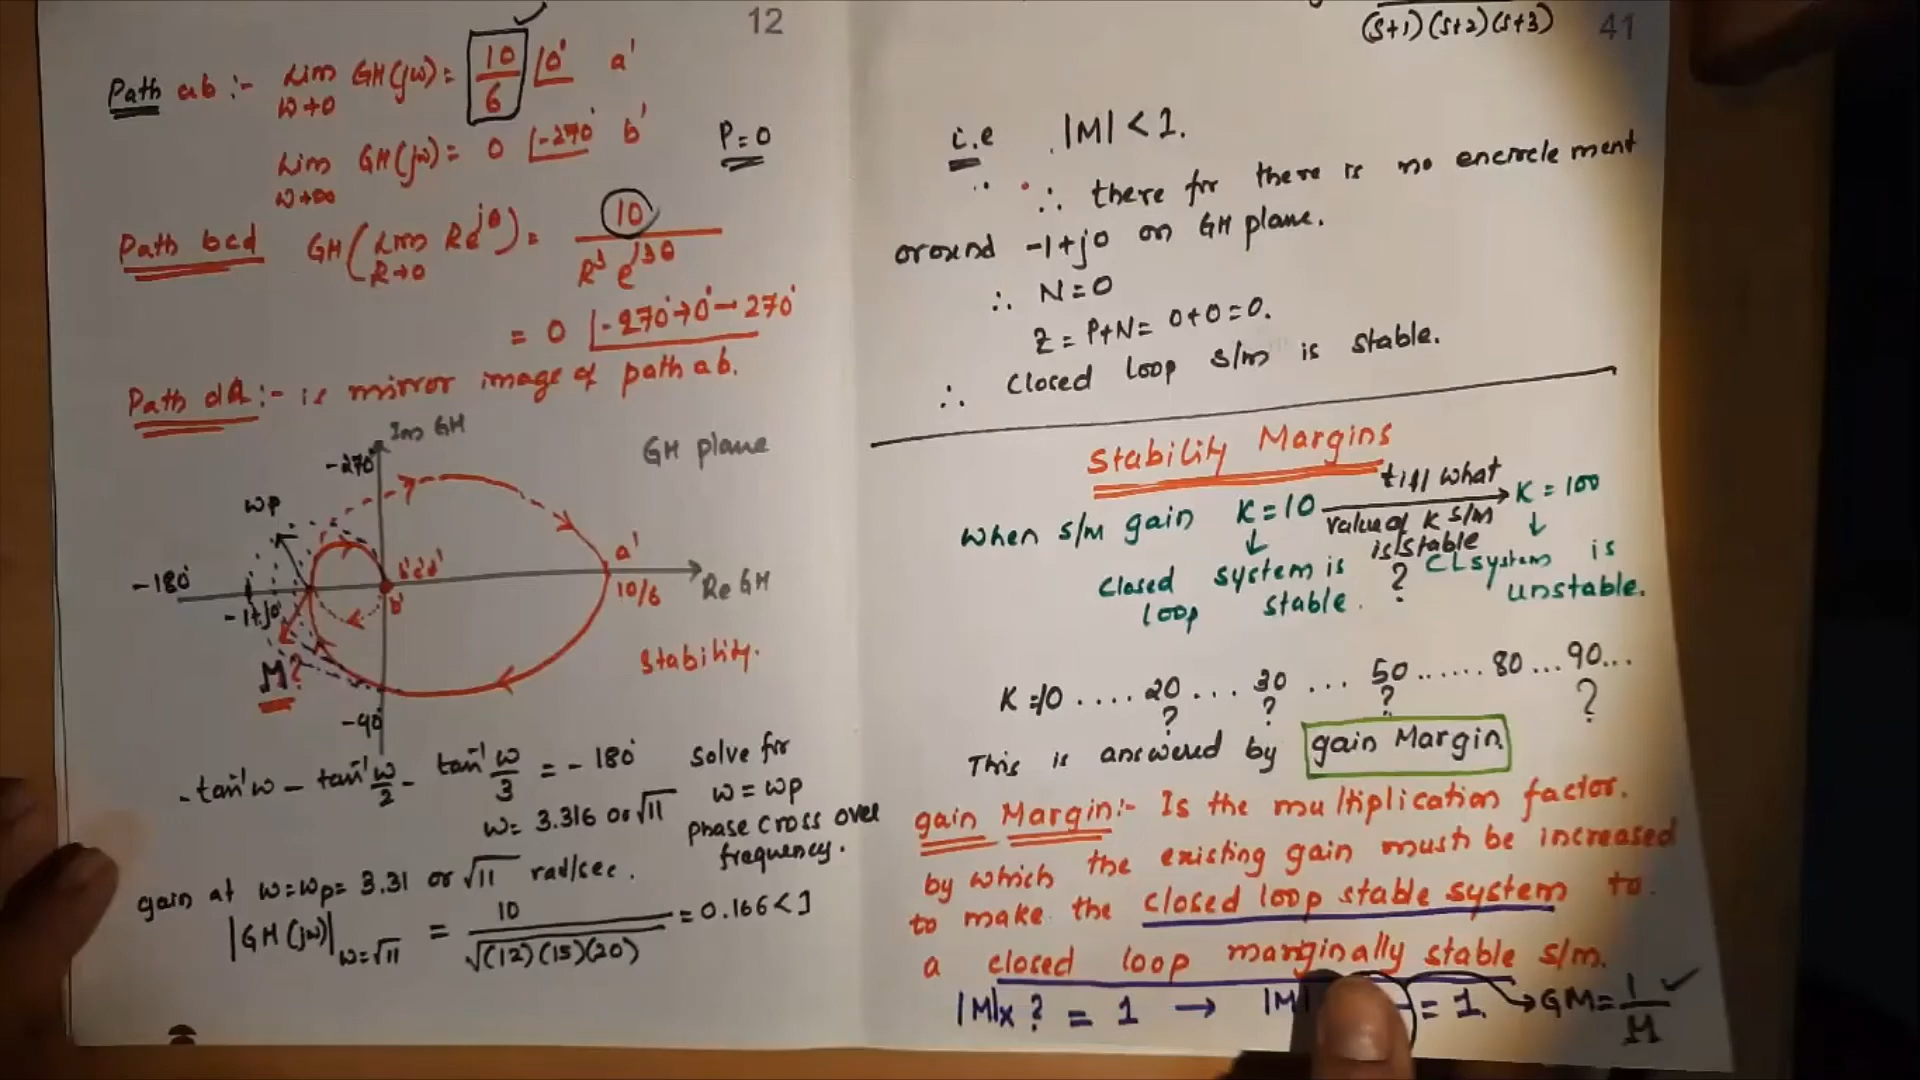 12
Path ab :- Lim ω→0 GH(jω) = 10/6 ∠0° a'
Lim ω→∞ GH(jω) = 0 ∠-270° b'
P = 0
Path bcd GH(Lim R→0 Re^jθ) = 10/R³e^j3θ
= 0 ∠-270°→0°→270°
Path da :- is mirror image of path ab.
Im GH
-270°
GH plane
ωp
-180°
a'
10/6
Re GH
-1+j0
M?
Stability.
-90°
-tan⁻¹ω - tan⁻¹ω/2 - tan⁻¹ω/3 = -180°
ω = 3.316 or √11
solve for
ω = ωp
phase cross over
frequency.
gain at ω=ωp= 3.31 or √11 rad/sec.
|GH(jω)|ω=√11 = 10/√(12)(15)(20) = 0.166<1
(s+1)(s+2)(s+3)
41
i.e |M| < 1.
∴ there for there is no encirclement
around -1+j0 on GH plane.
∴ N=0
Z = P+N = 0+0=0.
∴ Closed loop s/m is stable.
Stability Margins
when s/m gain K=10 → K = 100
till what
value of K s/m
is stable
?
↓
Closed system is
loop stable.
↓
CL system is
unstable.
K=10 .... 20 ... 30 ... 50 ...... 80 ... 90...
? ? ? ?
This is answered by gain Margin
gain Margin:- Is the multiplication factor.
by which the existing gain must be increased
to make the closed loop stable system to.
a closed loop marginally stable s/m.
|M|x ? = 1 → |M| = 1. → GM = 1/M